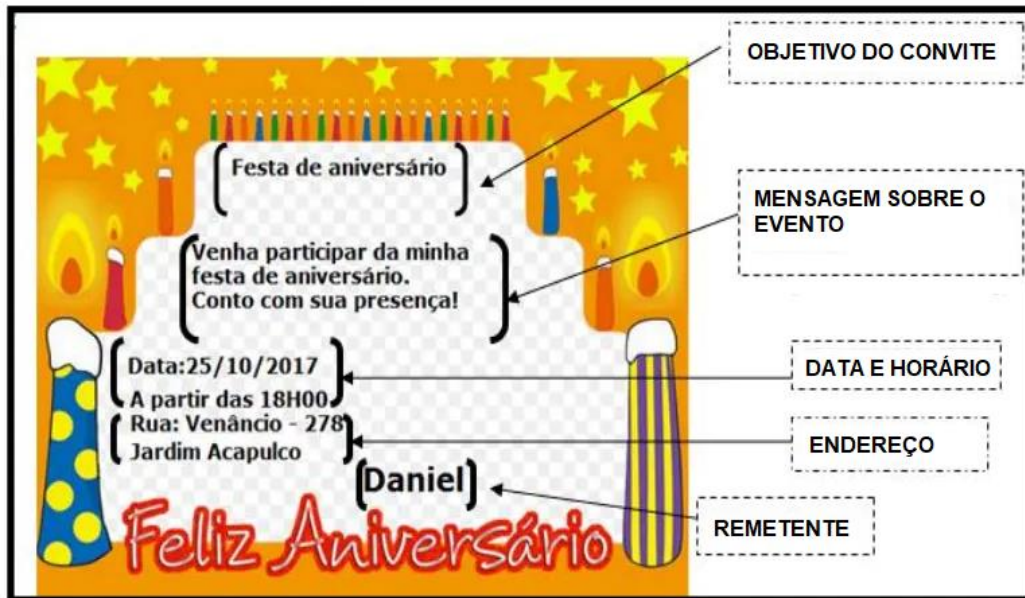 OBJETIVO DO CONVITE
Festa de aniversário
MENSAGEM SOBRE O
EVENTO
Venha participar da minha
festa de aniversário.
Conto com sua presença!
Data:25/10/2017
A partir das 18H00
DATA E HORÁRIO
Rua: Venâncio - 278
Jardim Acapulco
ENDEREÇO
Daniel
REMETENTE
Feliz Aniversário